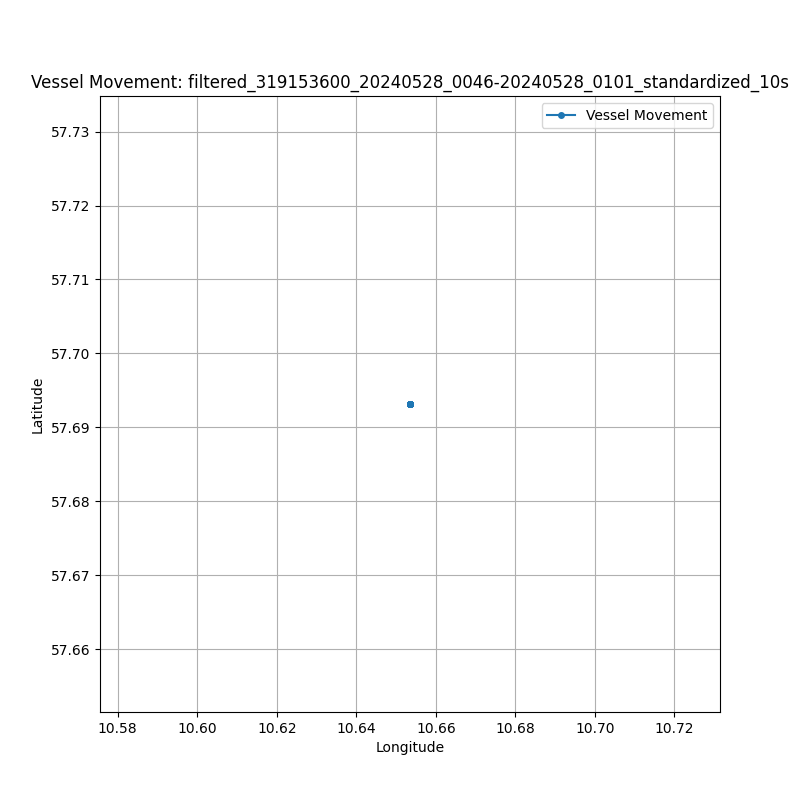 Vessel Movement: filtered_319153600_20240528_0046-20240528_0101_standardized_10s
Vessel Movement
57.73
57.72
57.71
57.70
57.69
57.68
57.67
57.66
Latitude
10.58 10.60 10.62 10.64 10.66 10.68 10.70 10.72
Longitude